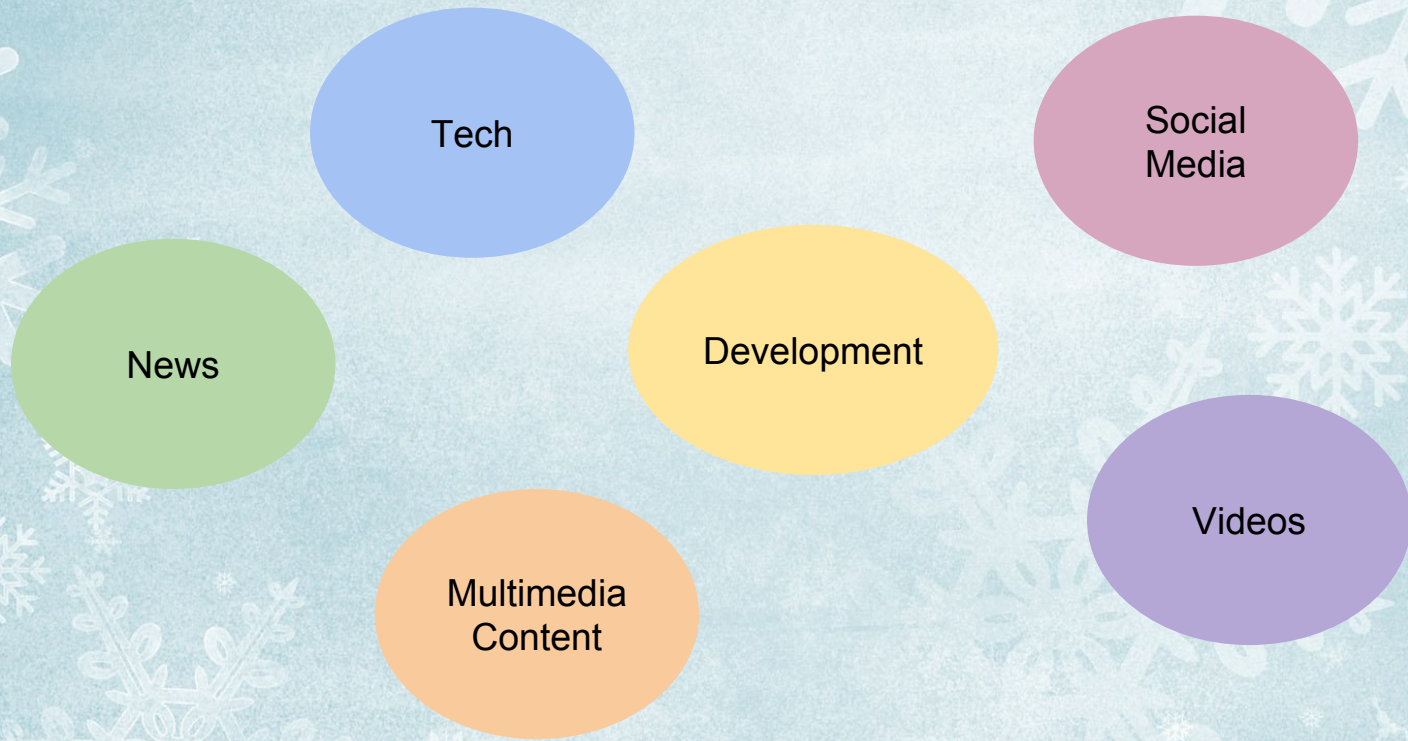 Tech
Social
Media
News
Development
Videos
Multimedia
Content